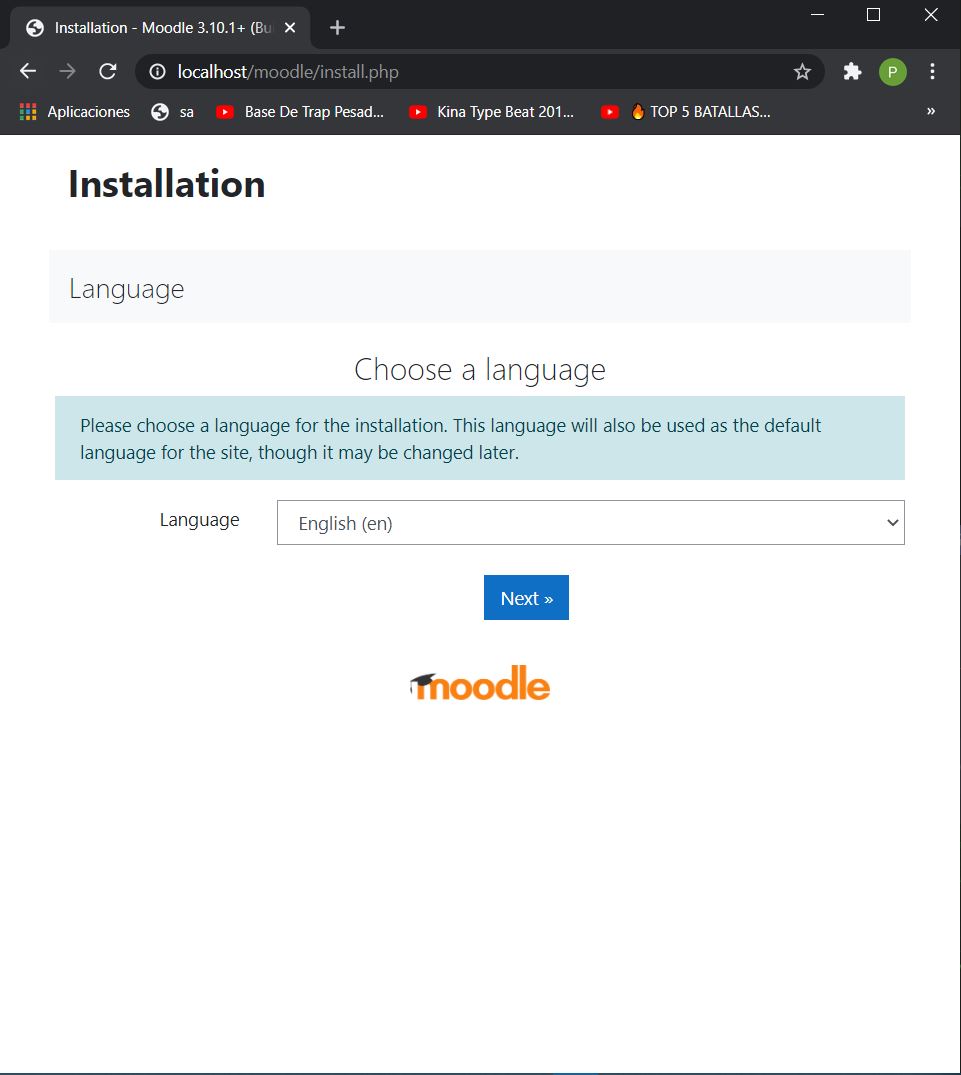 Installation - Moodle 3.10.1+ (Bu
localhost/moodle/install.php
P
Aplicaciones sa Base De Trap Pesad... Kina Type Beat 201... TOP 5 BATALLAS... »
Installation
Language
Choose a language
Please choose a language for the installation. This language will also be used as the default
language for the site, though it may be changed later.
Language English (en)
Next »
moodle